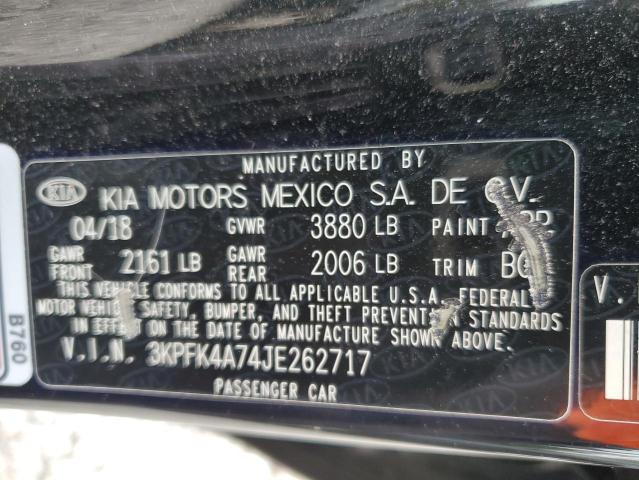 MANUFACTURED BY
KIA KIA MOTORS MEXICO S.A. DE C.V.
04/18 GVWR 3880 LB PAINT
GAWR FRONT 2161 LB GAWR REAR 2006 LB TRIM
THIS VEHICLE CONFORMS TO ALL APPLICABLE U.S.A. FEDERAL
MOTOR VEHICLE SAFETY, BUMPER, AND THEFT PREVENTION STANDARDS
IN EFFECT ON THE DATE OF MANUFACTURE SHOWN ABOVE.
V.I.N. 3KPFK4A74JE262717
PASSENGER CAR
B760
V.